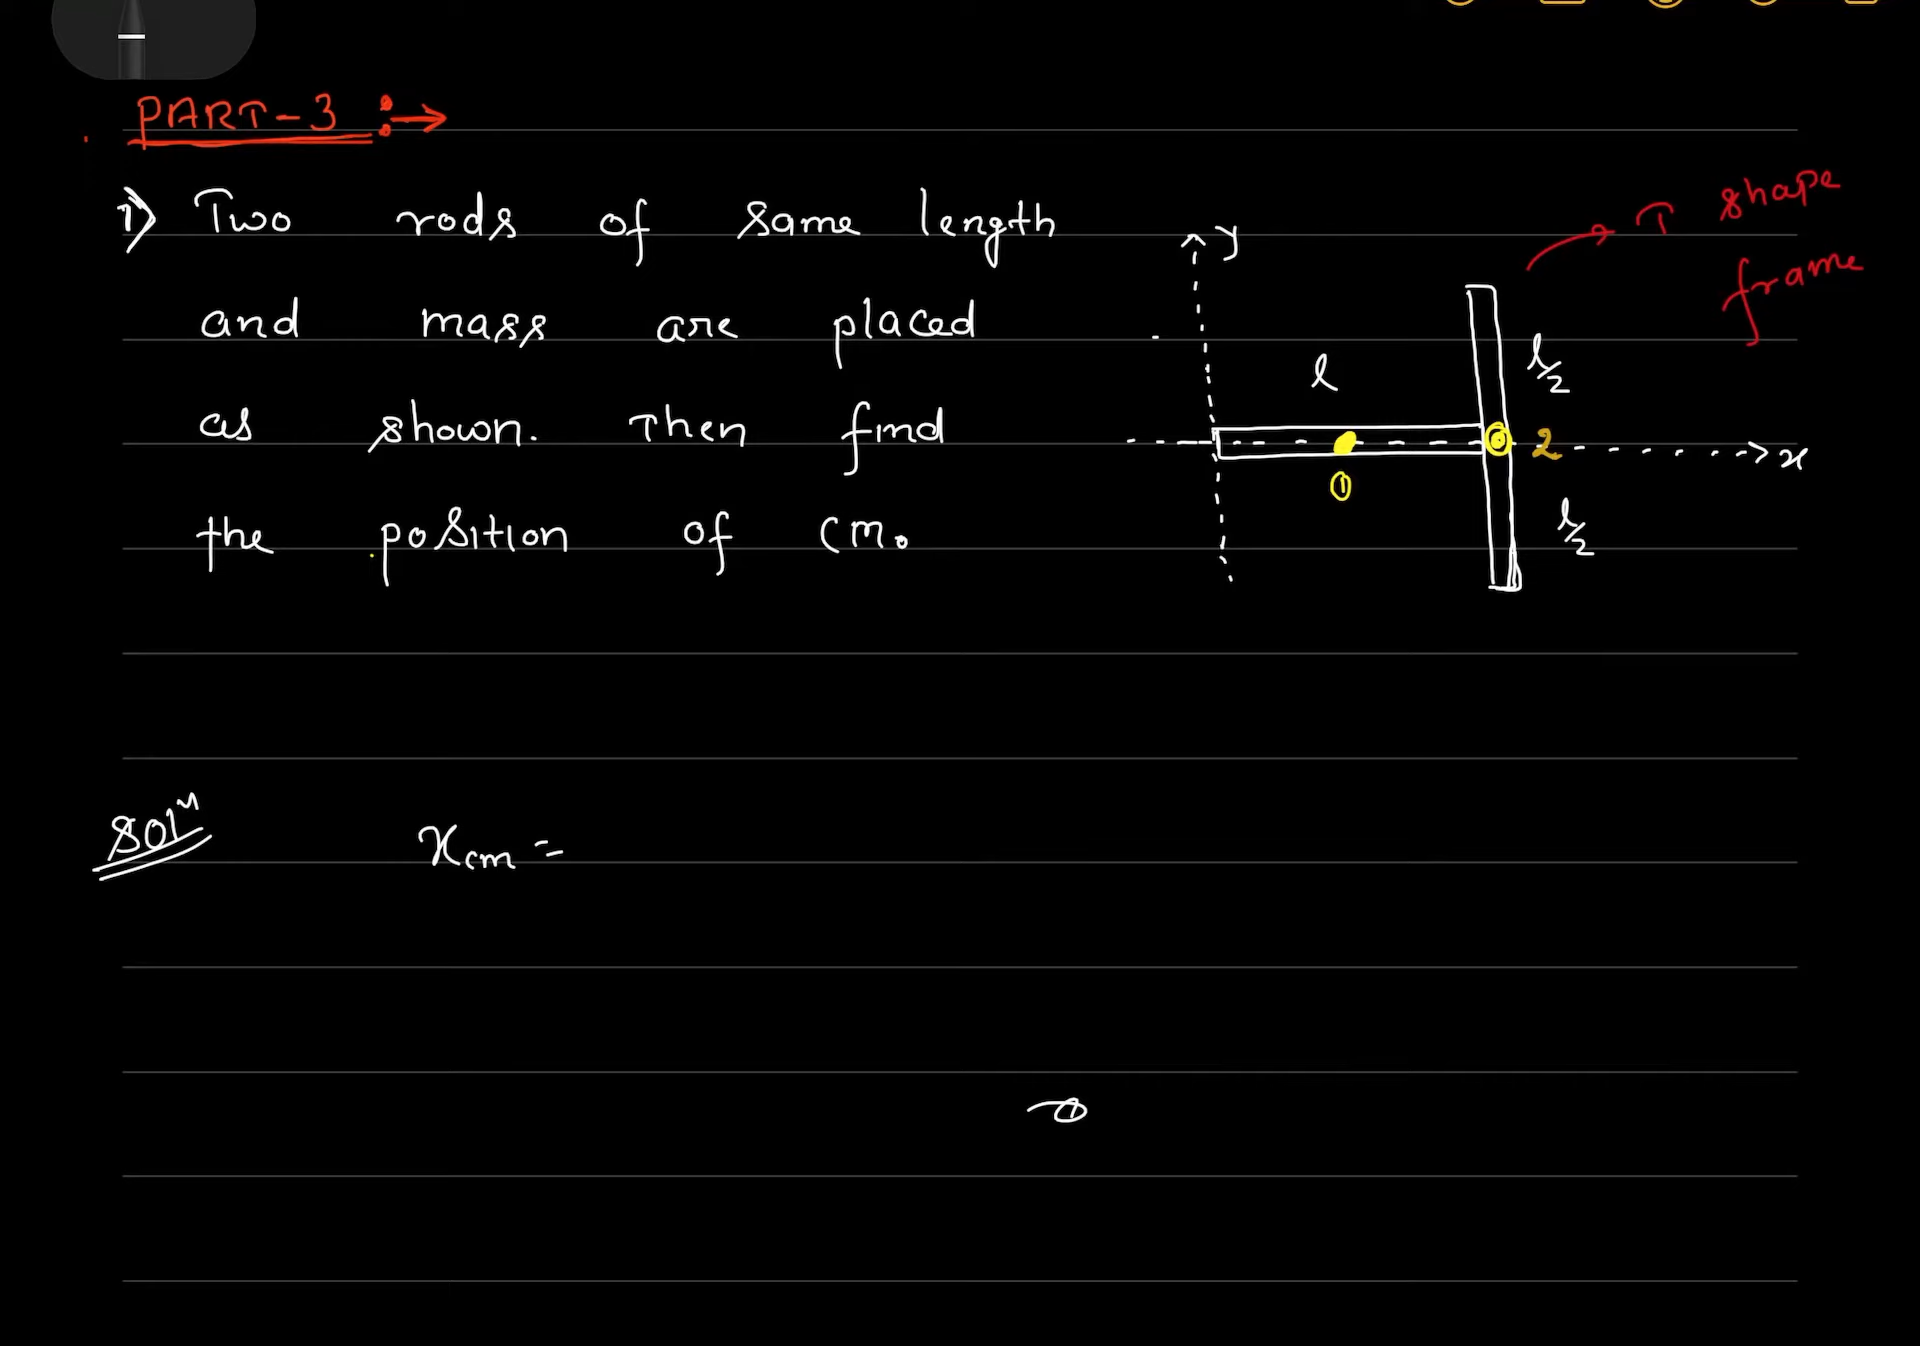 PART-3 :→
1) Two rods of same length
and mass are placed
as shown. Then find
the position of CM.
y
T shape
frame
l
l/2
1
2
x
l/2
Solⁿ
xcm =